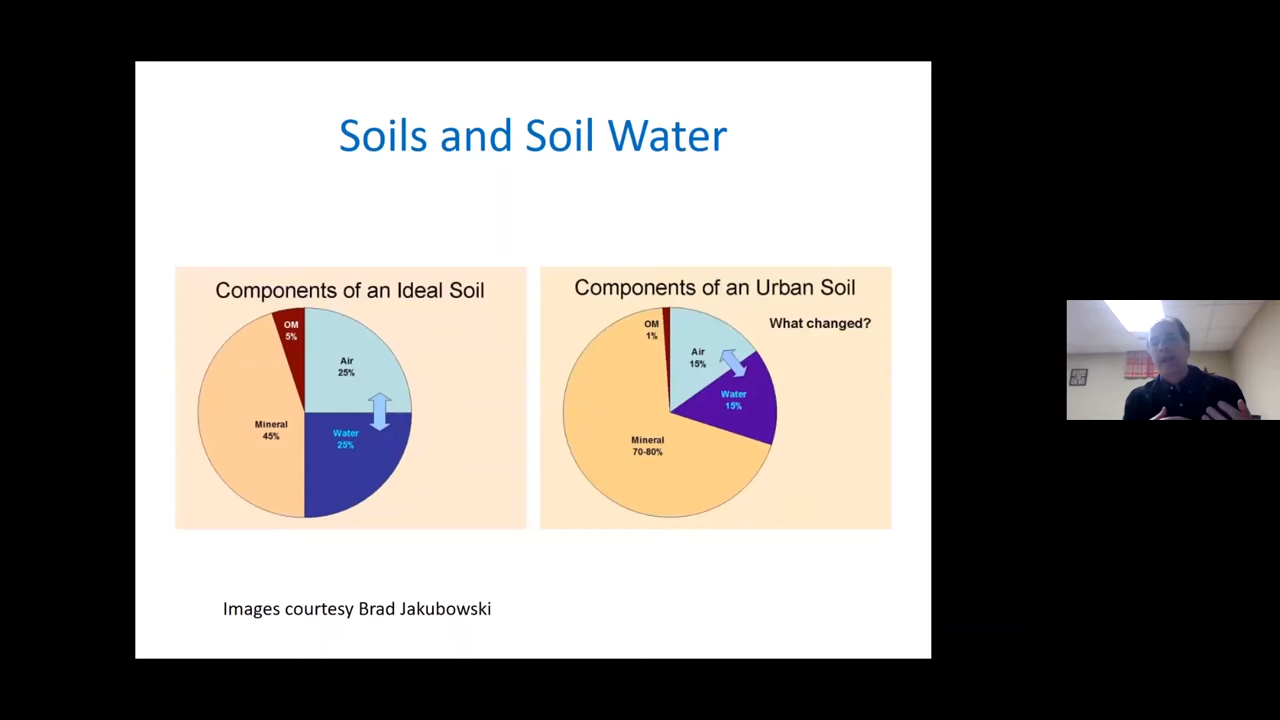 Soils and Soil Water
Components of an Ideal Soil
OM
5%
Air
25%
Mineral
45%
Water
25%
Components of an Urban Soil
What changed?
OM
1%
Air
15%
Water
15%
Mineral
70-80%
Images courtesy Brad Jakubowski